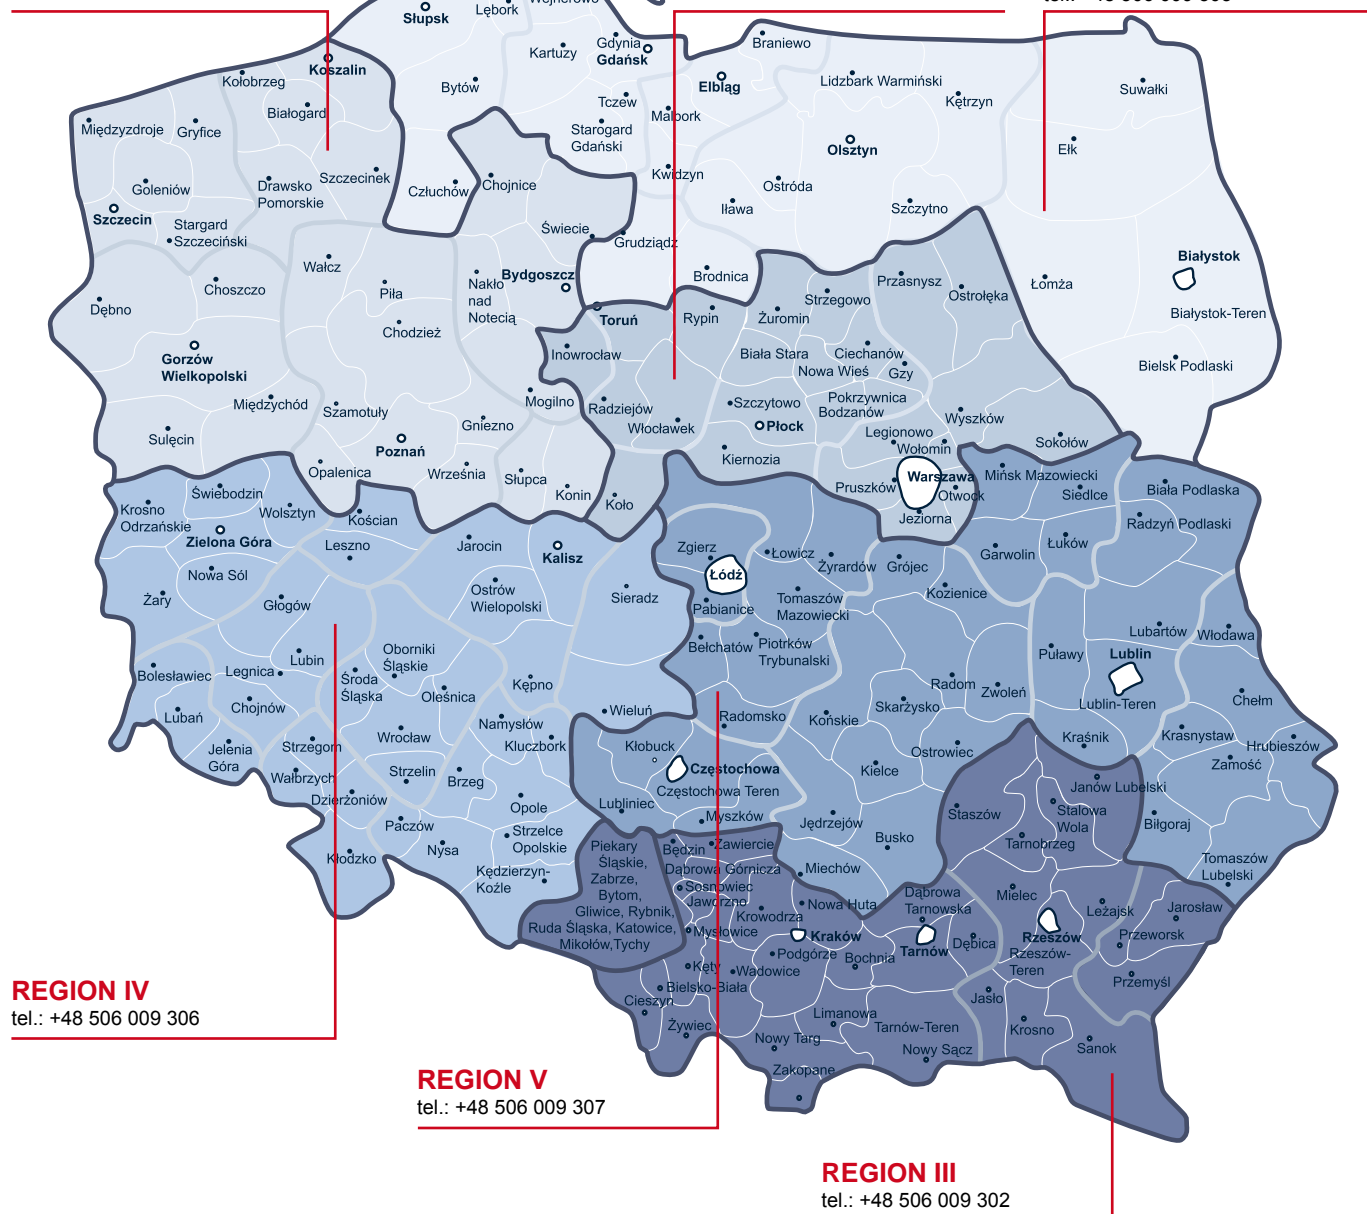 Słupsk
Lębork
Kartuzy
Gdynia
Gdańsk
Braniewo
Koszalin
Kołobrzeg
Białogard
Bytów
Tczew
Malbork
Elbląg
Lidzbark Warmiński
Kętrzyn
Suwałki
Międzyzdroje
Gryfice
Starogard
Gdański
Olsztyn
Ełk
Goleniów
Drawsko
Pomorskie
Szczecinek
Człuchów
Chojnice
Kwidzyn
Ostróda
Iława
Szczytno
Szczecin
Stargard
Szczeciński
Świecie
Grudziądz
Wałcz
Piła
Nakło
nad
Notecią
Bydgoszcz
Brodnica
Przasnysz
Ostrołęka
Łomża
Białystok
Białystok-Teren
Choszczo
Dębno
Chodzież
Toruń
Rypin
Żuromin
Strzegowo
Gorzów
Wielkopolski
Inowrocław
Biała Stara
Ciechanów
Nowa Wieś
Gzy
Bielsk Podlaski
Międzychód
Szamotuły
Mogilno
Radziejów
Szczytowo
Pokrzywnica
Bodzanów
Wyszków
Sulęcin
Gniezno
Włocławek
Płock
Legionowo
Wołomin
Sokołów
Poznań
Opalenica
Września
Słupca
Konin
Koło
Kiernozia
Pruszków
Warszawa
Otwock
Jeziorna
Mińsk Mazowiecki
Siedlce
Biała Podlaska
Świebodzin
Krosno
Odrzańskie
Wolsztyn
Kościan
Zielona Góra
Leszno
Jarocin
Kalisz
Radzyń Podlaski
Zgierz
Łowicz
Żyrardów
Grójec
Garwolin
Łuków
Nowa Sól
Łódź
Żary
Głogów
Ostrów
Wielopolski
Sieradz
Pabianice
Tomaszów
Mazowiecki
Kozienice
Lubartów
Włodawa
Bolesławiec
Legnica
Lubin
Oborniki
Śląskie
Środa
Śląska
Oleśnica
Kępno
Bełchatów
Piotrków
Trybunalski
Puławy
Lublin
Lublin-Teren
Radom
Zwoleń
Skarżysko
Chełm
Lubań
Chojnów
Wieluń
Radomsko
Końskie
Jelenia
Góra
Strzegom
Wrocław
Namysłów
Kluczbork
Kłobuck
Częstochowa
Częstochowa Teren
Kielce
Ostrowiec
Kraśnik
Krasnystaw
Hrubieszów
Zamość
Wałbrzych
Dzierżoniów
Strzelin
Brzeg
Opole
Lubliniec
Myszków
Jędrzejów
Busko
Staszów
Janów Lubelski
Stalowa
Wola
Tarnobrzeg
Biłgoraj
Tomaszów
Lubelski
Paczów
Nysa
Strzelce
Opolskie
Kłodzko
Kędzierzyn-
Koźle
Piekary
Śląskie,
Zabrze,
Bytom,
Gliwice, Rybnik,
Ruda Śląska, Katowice,
Mikołów,Tychy
Będzin
Zawiercie
Dąbrowa Górnicza
Sosnowiec
Jaworzno
Mysłowice
Miechów
Nowa Huta
Krowodrza
Kraków
Podgórze
Bochnia
Dąbrowa
Tarnowska
Tarnów
Dębica
Mielec
Rzeszów
Rzeszów-
Teren
Leżajsk
Jarosław
Przeworsk
Przemyśl
Kęty
Wadowice
Bielsko-Biała
Cieszyn
Żywiec
Limanowa
Nowy Targ
Zakopane
Tarnów-Teren
Nowy Sącz
Jasło
Krosno
Sanok
REGION IV
tel.: +48 506 009 306
REGION V
tel.: +48 506 009 307
REGION III
tel.: +48 506 009 302